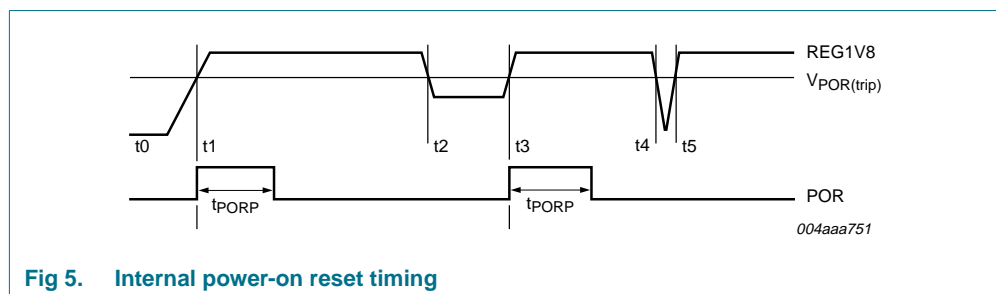 REG1V8
VPOR(trip)
t0 t1 t2 t3 t4 t5
tPORP tPORP
POR
004aaa751
Fig 5. Internal power-on reset timing